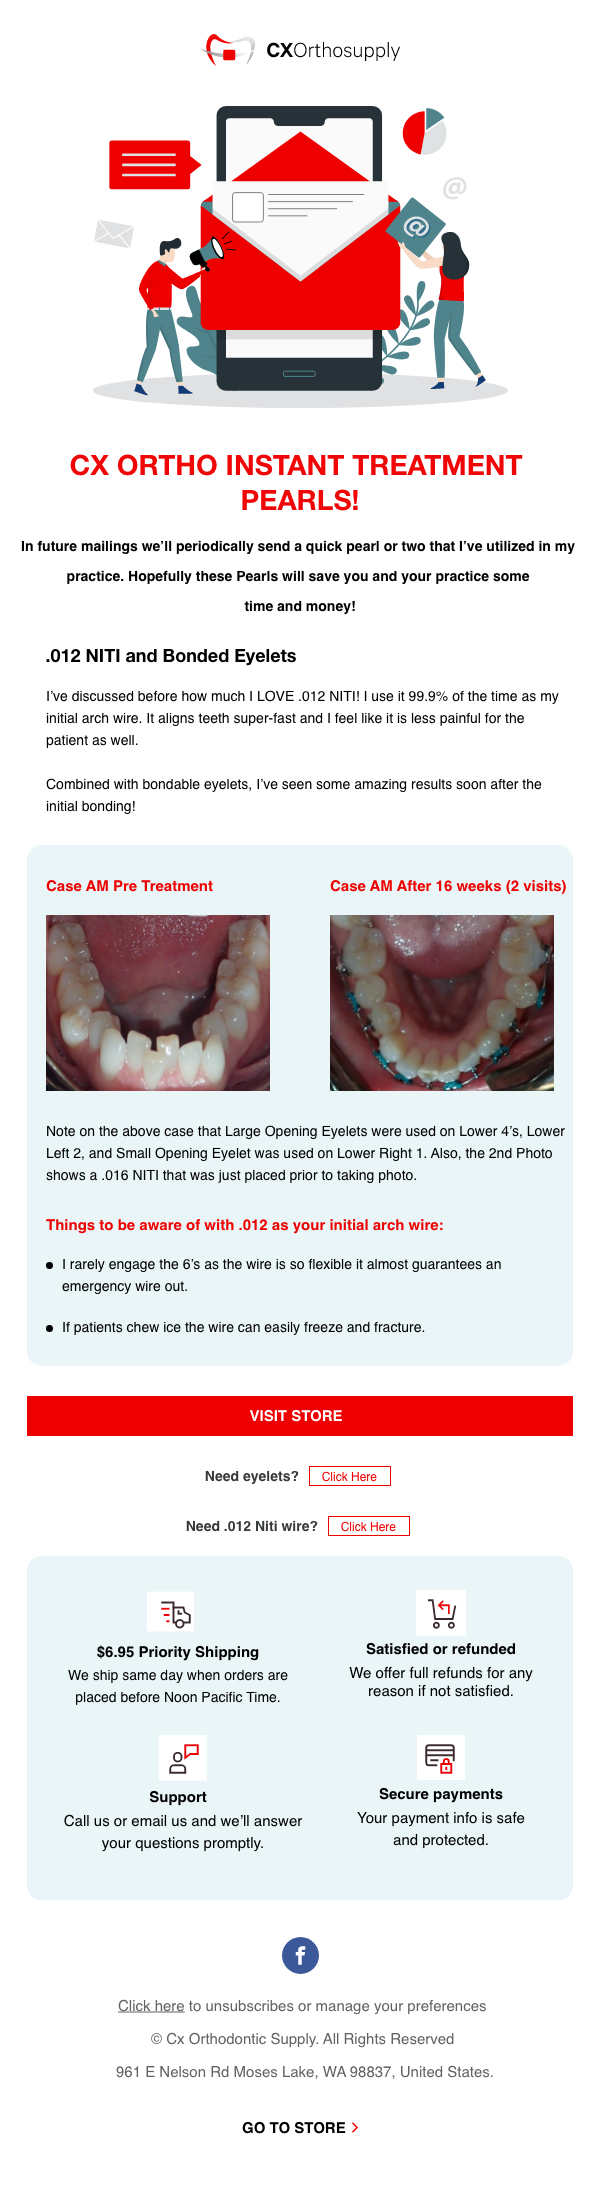 CXOrthosupply
@
@
CX ORTHO INSTANT TREATMENT
PEARLS!
In future mailings we’ll periodically send a quick pearl or two that I’ve utilized in my
practice. Hopefully these Pearls will save you and your practice some
time and money!
.012 NITI and Bonded Eyelets
I’ve discussed before how much I LOVE .012 NITI! I use it 99.9% of the time as my
initial arch wire. It aligns teeth super-fast and I feel like it is less painful for the
patient as well.
Combined with bondable eyelets, I’ve seen some amazing results soon after the
initial bonding!
Case AM Pre Treatment
Case AM After 16 weeks (2 visits)
Note on the above case that Large Opening Eyelets were used on Lower 4’s, Lower
Left 2, and Small Opening Eyelet was used on Lower Right 1. Also, the 2nd Photo
shows a .016 NITI that was just placed prior to taking photo.
Things to be aware of with .012 as your initial arch wire:
I rarely engage the 6’s as the wire is so flexible it almost guarantees an
emergency wire out.
If patients chew ice the wire can easily freeze and fracture.
VISIT STORE
Need eyelets? Click Here
Need .012 Niti wire? Click Here
$6.95 Priority Shipping
We ship same day when orders are
placed before Noon Pacific Time.
Satisfied or refunded
We offer full refunds for any
reason if not satisfied.
Support
Call us or email us and we’ll answer
your questions promptly.
Secure payments
Your payment info is safe
and protected.
f
Click here to unsubscribes or manage your preferences
© Cx Orthodontic Supply. All Rights Reserved
961 E Nelson Rd Moses Lake, WA 98837, United States.
GO TO STORE >